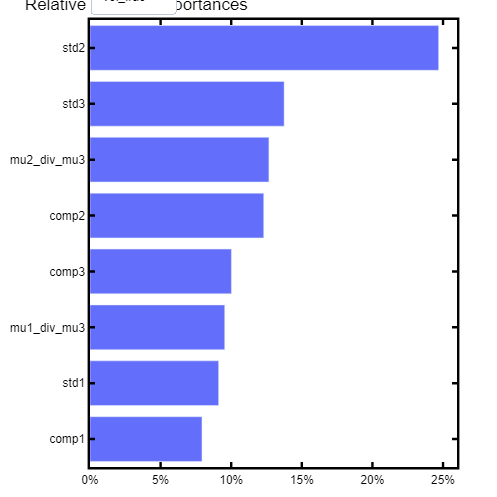 Relative portances
std2
std3
mu2_div_mu3
comp2
comp3
mu1_div_mu3
std1
comp1
0% 5% 10% 15% 20% 25%